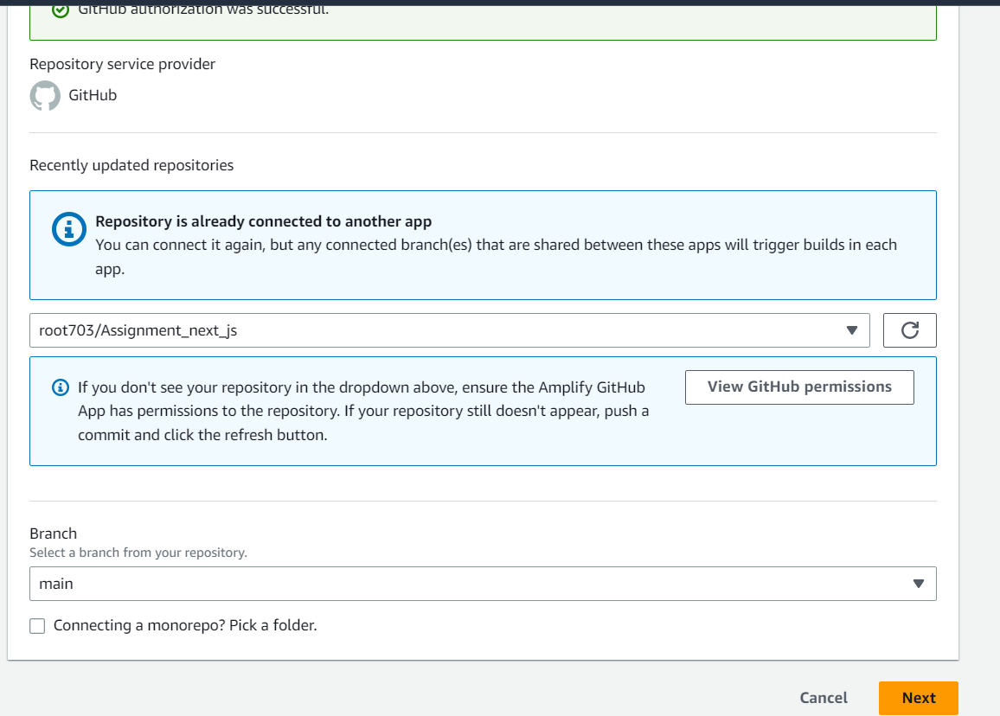 GitHub authorization was successful.
Repository service provider
GitHub
Recently updated repositories
Repository is already connected to another app
You can connect it again, but any connected branch(es) that are shared between these apps will trigger builds in each
app.
root703/Assignment_next_js
If you don't see your repository in the dropdown above, ensure the Amplify GitHub
App has permissions to the repository. If your repository still doesn't appear, push a
commit and click the refresh button.
View GitHub permissions
Branch
Select a branch from your repository.
main
Connecting a monorepo? Pick a folder.
Cancel
Next